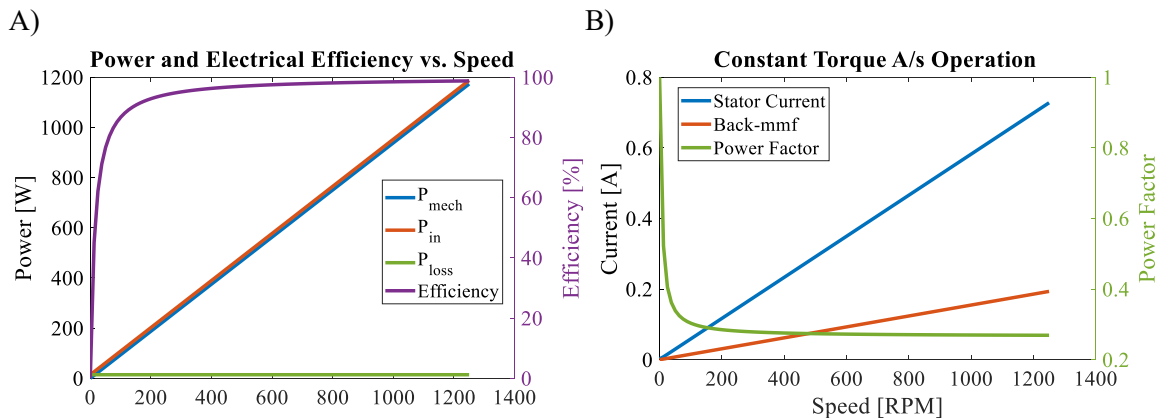 A)
Power and Electrical Efficiency vs. Speed
1200
1000
800
600
400
200
0
Power [W]
100
80
60
40
20
0
Efficiency [%]
P_mech
P_in
P_loss
Efficiency
0 200 400 600 800 1000 1200 1400
B)
Constant Torque A/s Operation
0.8
0.6
0.4
0.2
0
Current [A]
Stator Current
Back-mmf
Power Factor
1
0.8
0.6
0.4
0.2
Power Factor
0 200 400 600 800 1000 1200 1400
Speed [RPM]